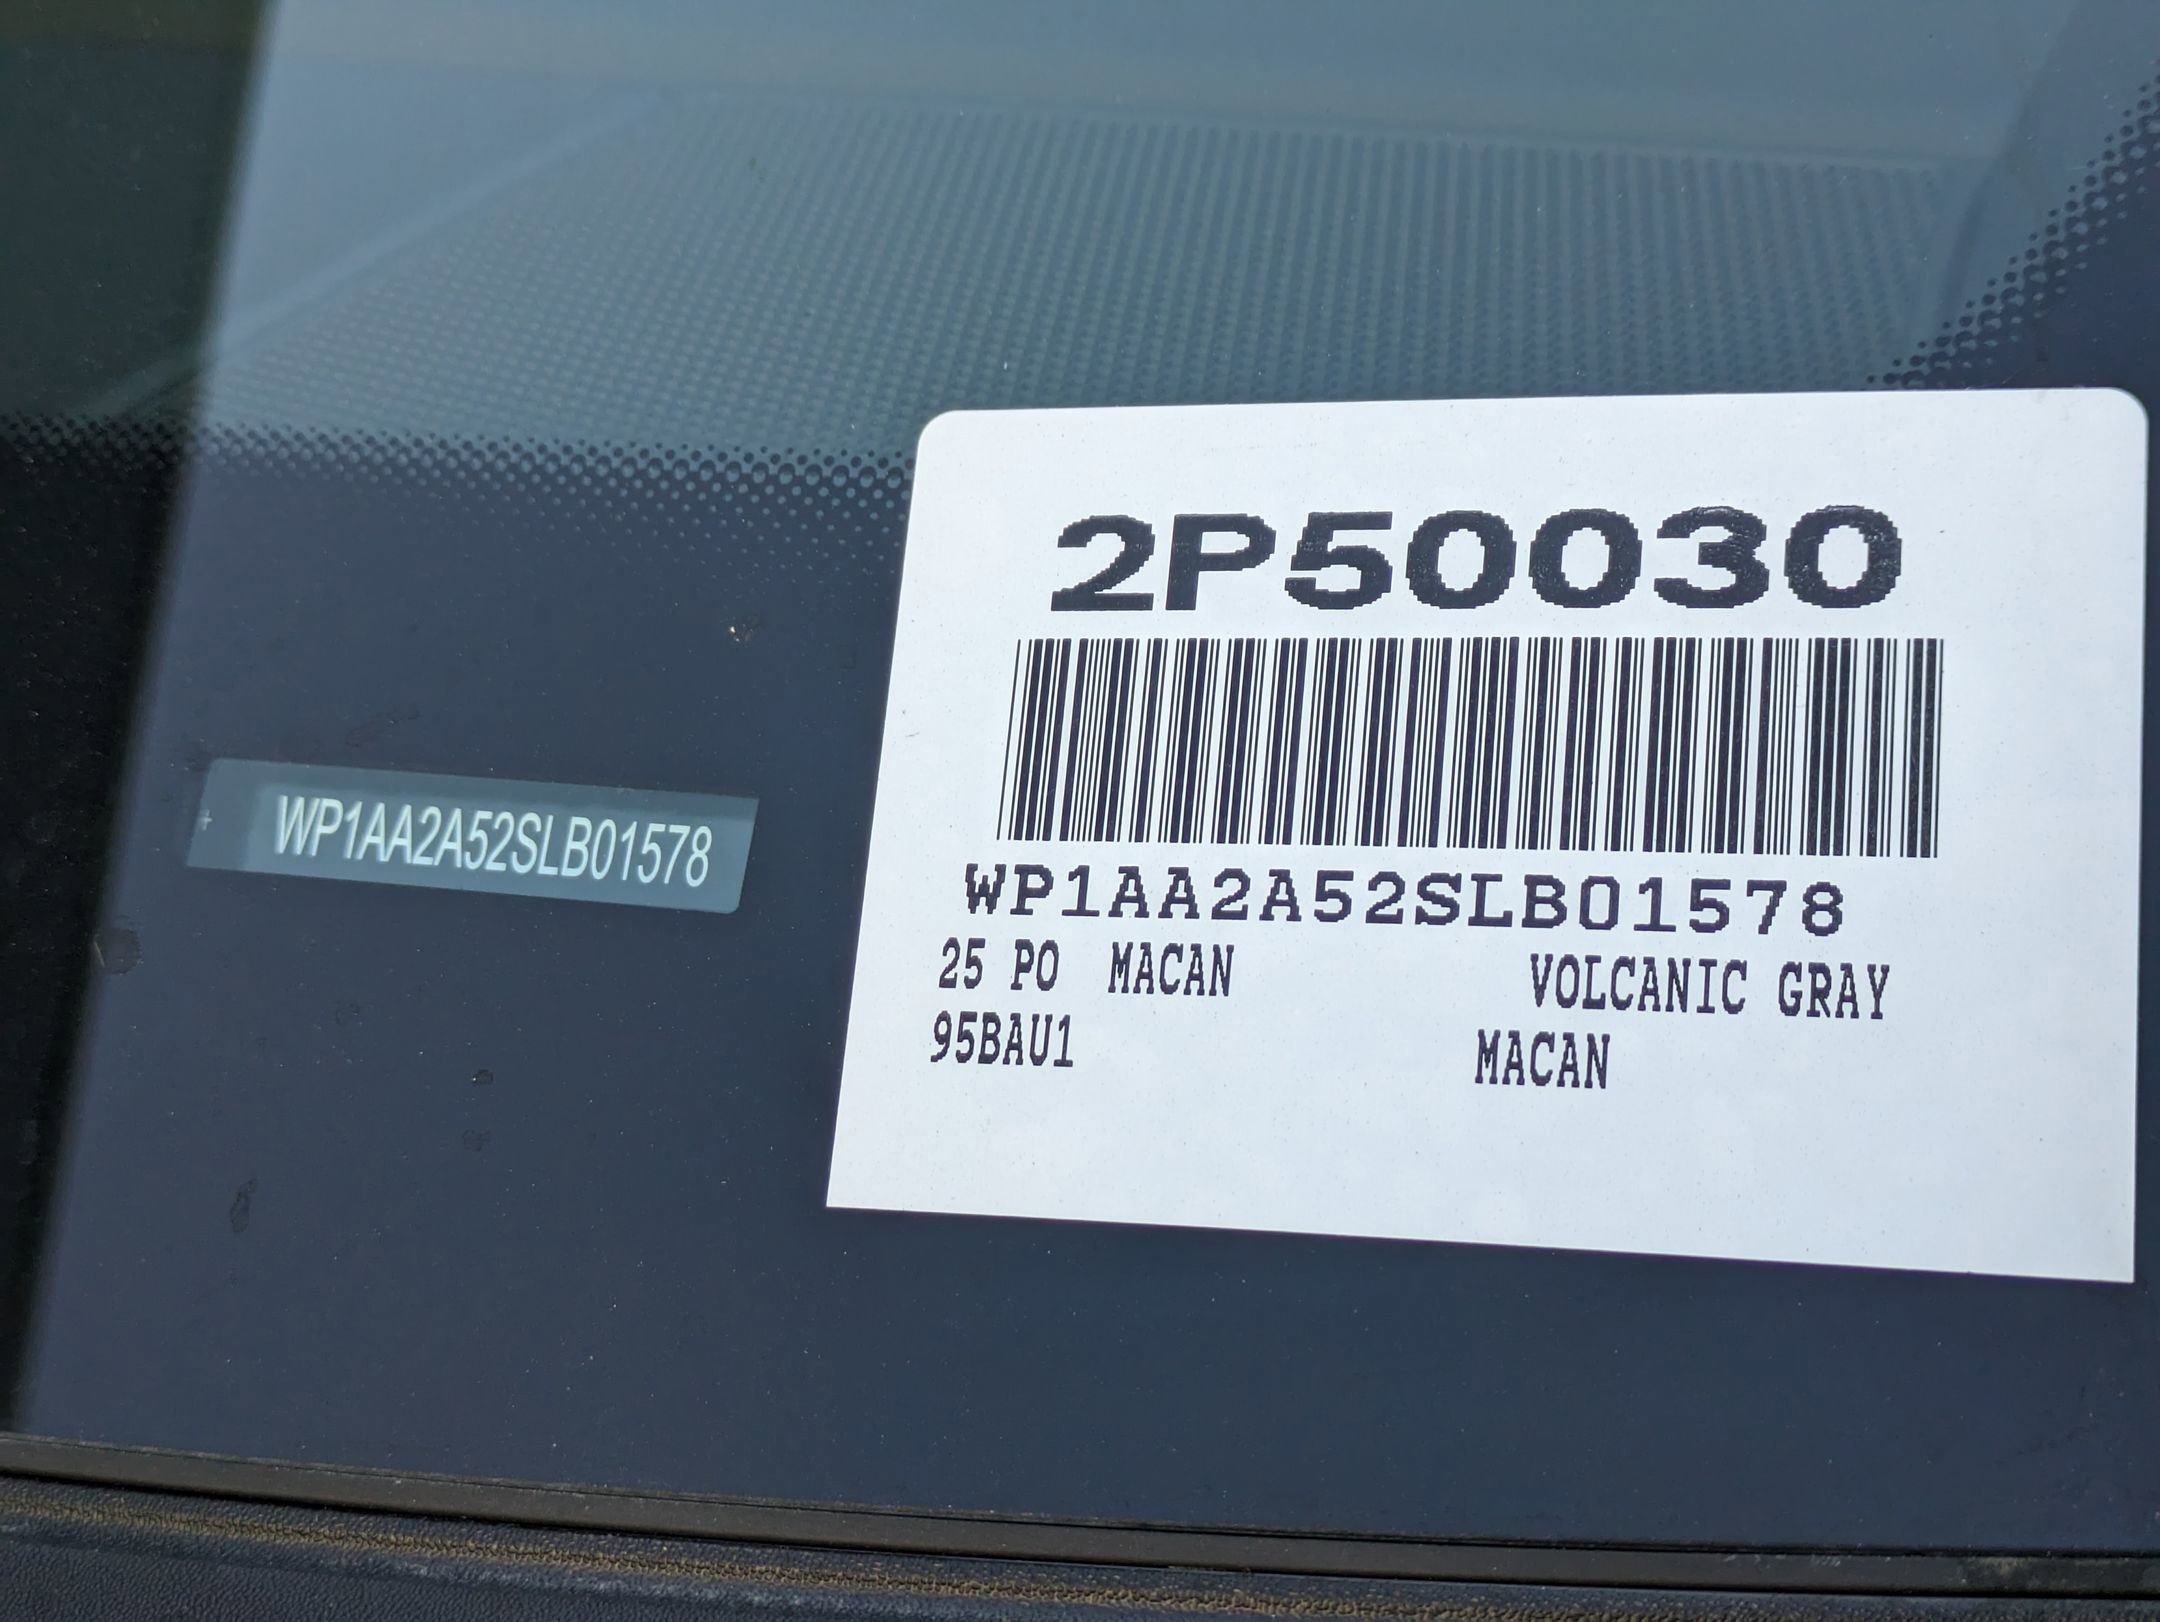 2P50030
WP1AA2A52SLB01578
WP1AA2A52SLB01578
25 PO MACAN VOLCANIC GRAY
95BAU1 MACAN